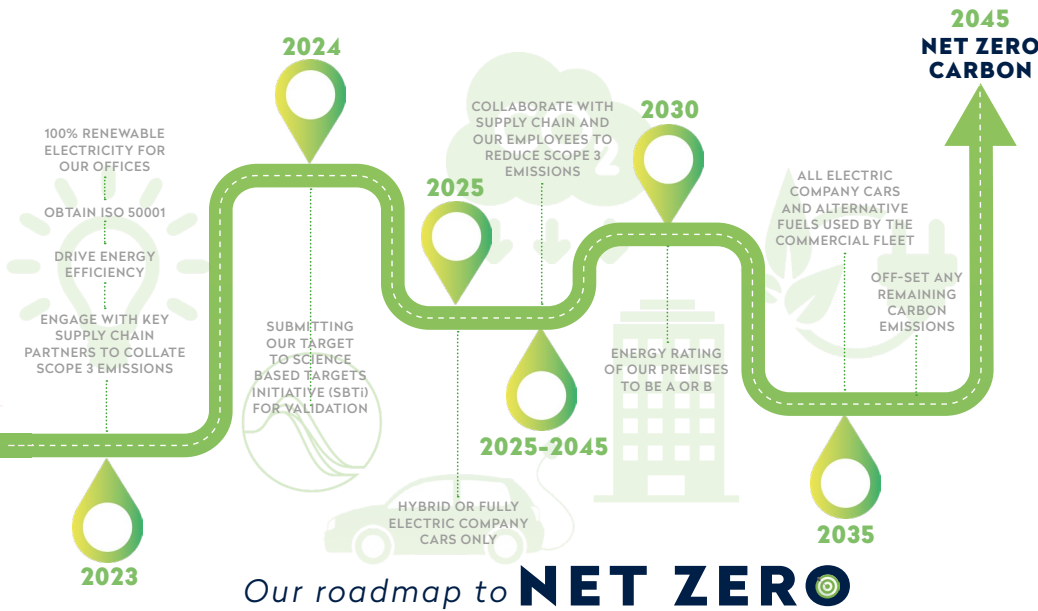 2045
NET ZERO
CARBON
2024
COLLABORATE WITH
SUPPLY CHAIN AND
OUR EMPLOYEES TO
REDUCE SCOPE 3
EMISSIONS
2030
100% RENEWABLE
ELECTRICITY FOR
OUR OFFICES
OBTAIN ISO 50001
DRIVE ENERGY
EFFICIENCY
ENGAGE WITH KEY
SUPPLY CHAIN
PARTNERS TO COLLATE
SCOPE 3 EMISSIONS
2025
ALL ELECTRIC
COMPANY CARS
AND ALTERNATIVE
FUELS USED BY THE
COMMERCIAL FLEET
OFF-SET ANY
REMAINING
CARBON
EMISSIONS
SUBMITTING
OUR TARGET
TO SCIENCE
BASED TARGETS
INITIATIVE (SBTi)
FOR VALIDATION
ENERGY RATING
OF OUR PREMISES
TO BE A OR B
2025-2045
HYBRID OR FULLY
ELECTRIC COMPANY
CARS ONLY
2035
2023
Our roadmap to NET ZERO